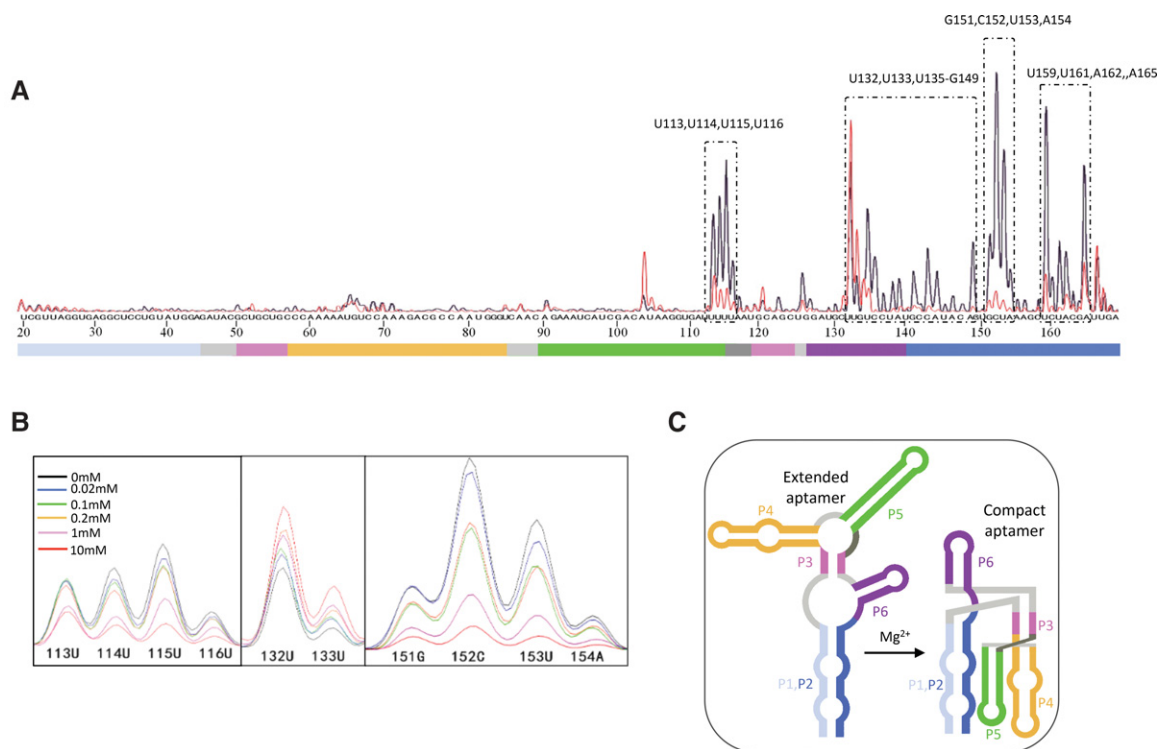 G151,C152,U153,A154
A
U132,U133,U135-G149
U159,U161,A162,,A165
U113,U114,U115,U116
20 30 40 50 60 70 80 90 100 110 120 130 140 150 160
B
C
0mM
0.02mM
0.1mM
0.2mM
1mM
10mM
113U 114U 115U 116U 132U 133U 151G 152C 153U 154A
Extended
aptamer
P5
P4
P3
P6
P1,P2
Mg2+
Compact
aptamer
P6
P3
P1,P2
P4
P5